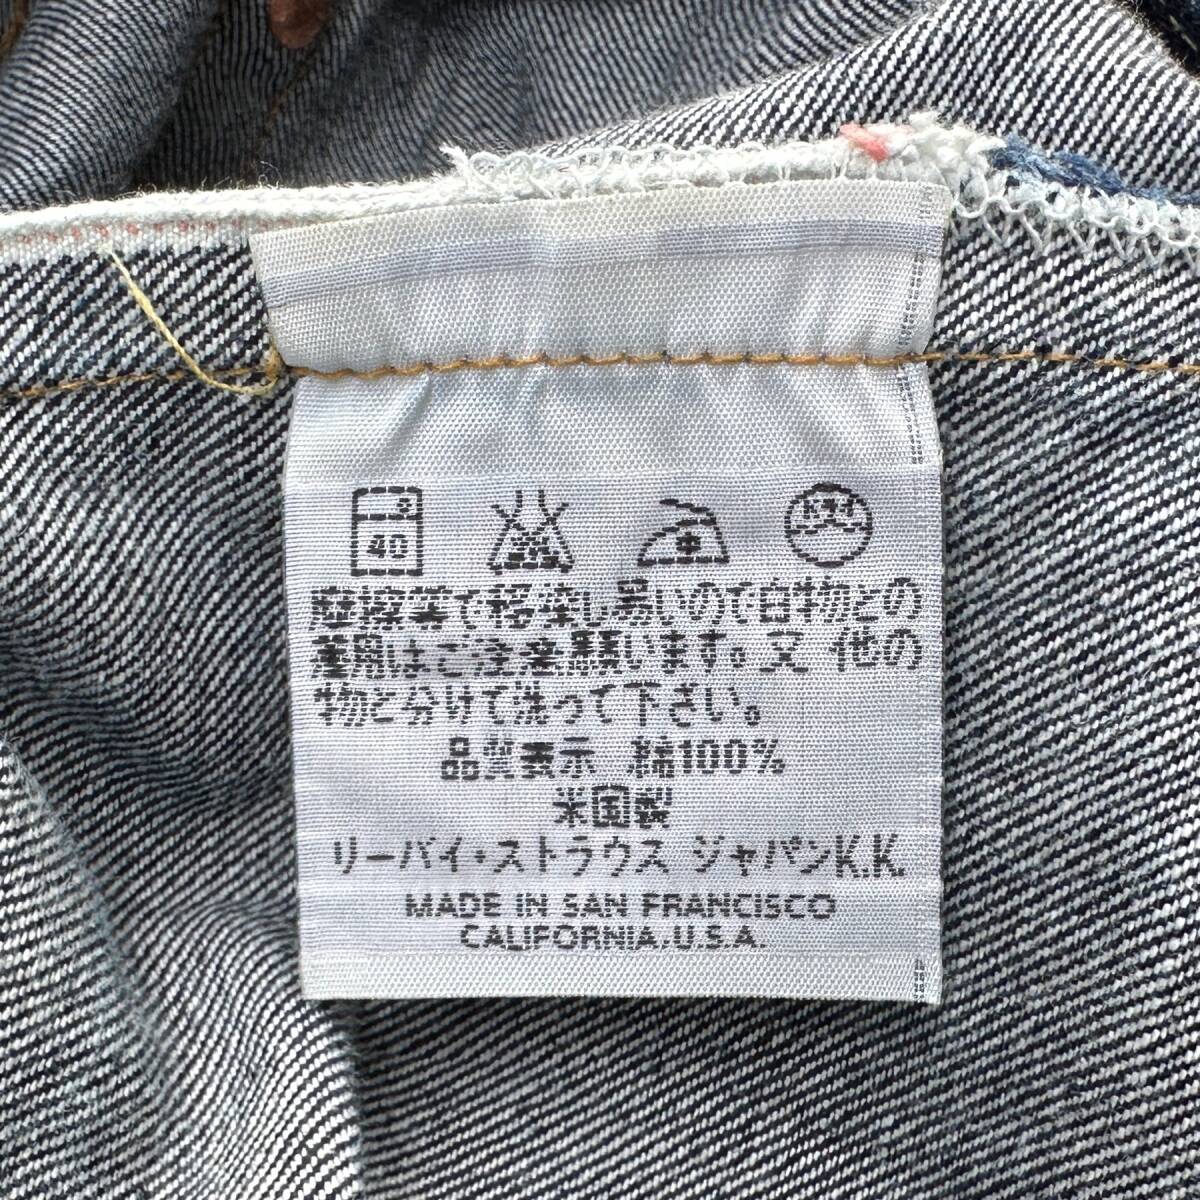 40
摩擦等で移染し易いので白物との
着用はご注意願います。又 他の
物と分けて洗って下さい。
品質表示 綿100%
米国製
リーバイ・ストラウス ジャパンK.K.
MADE IN SAN FRANCISCO
CALIFORNIA.U.S.A.